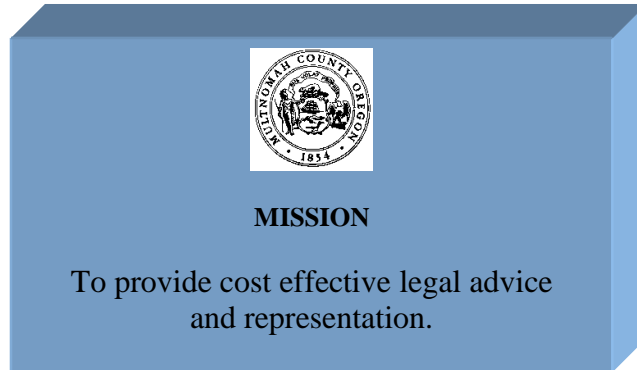 MULTNOMAH COUNTY OREGON
1854
MISSION
To provide cost effective legal advice
and representation.